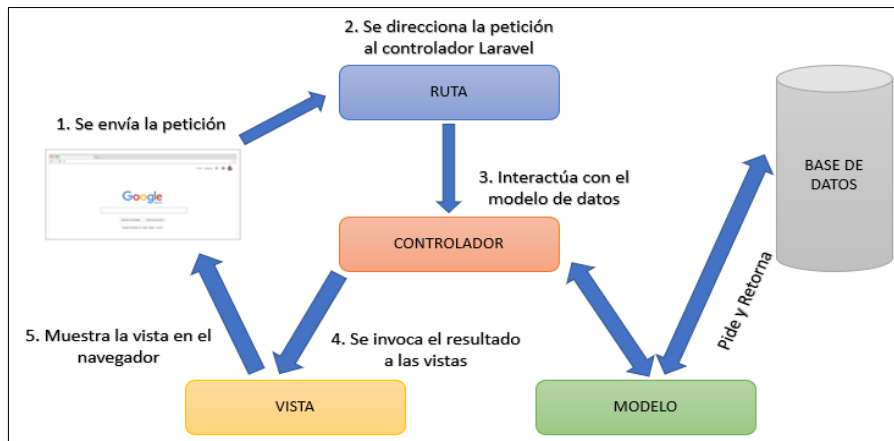 2. Se direcciona la petición
al controlador Laravel
RUTA
1. Se envía la petición
Google
3. Interactúa con el
modelo de datos
BASE DE
DATOS
CONTROLADOR
Pide y Retorna
5. Muestra la vista en el
navegador
4. Se invoca el resultado
a las vistas
VISTA
MODELO